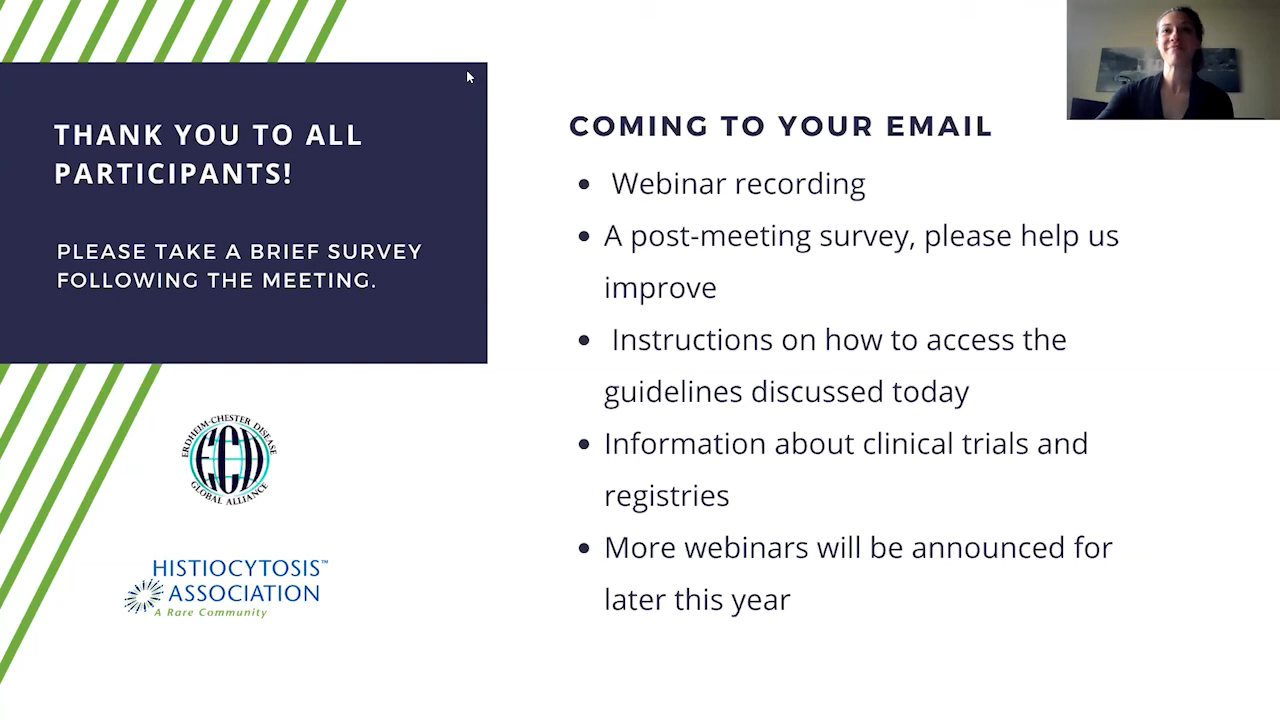 THANK YOU TO ALL
PARTICIPANTS!
PLEASE TAKE A BRIEF SURVEY
FOLLOWING THE MEETING.
ERDHEIM-CHESTER DISEASE
ECD
GLOBAL ALLIANCE
HISTIOCYTOSIS™
ASSOCIATION
A Rare Community
COMING TO YOUR EMAIL
• Webinar recording
• A post-meeting survey, please help us
improve
• Instructions on how to access the
guidelines discussed today
• Information about clinical trials and
registries
• More webinars will be announced for
later this year